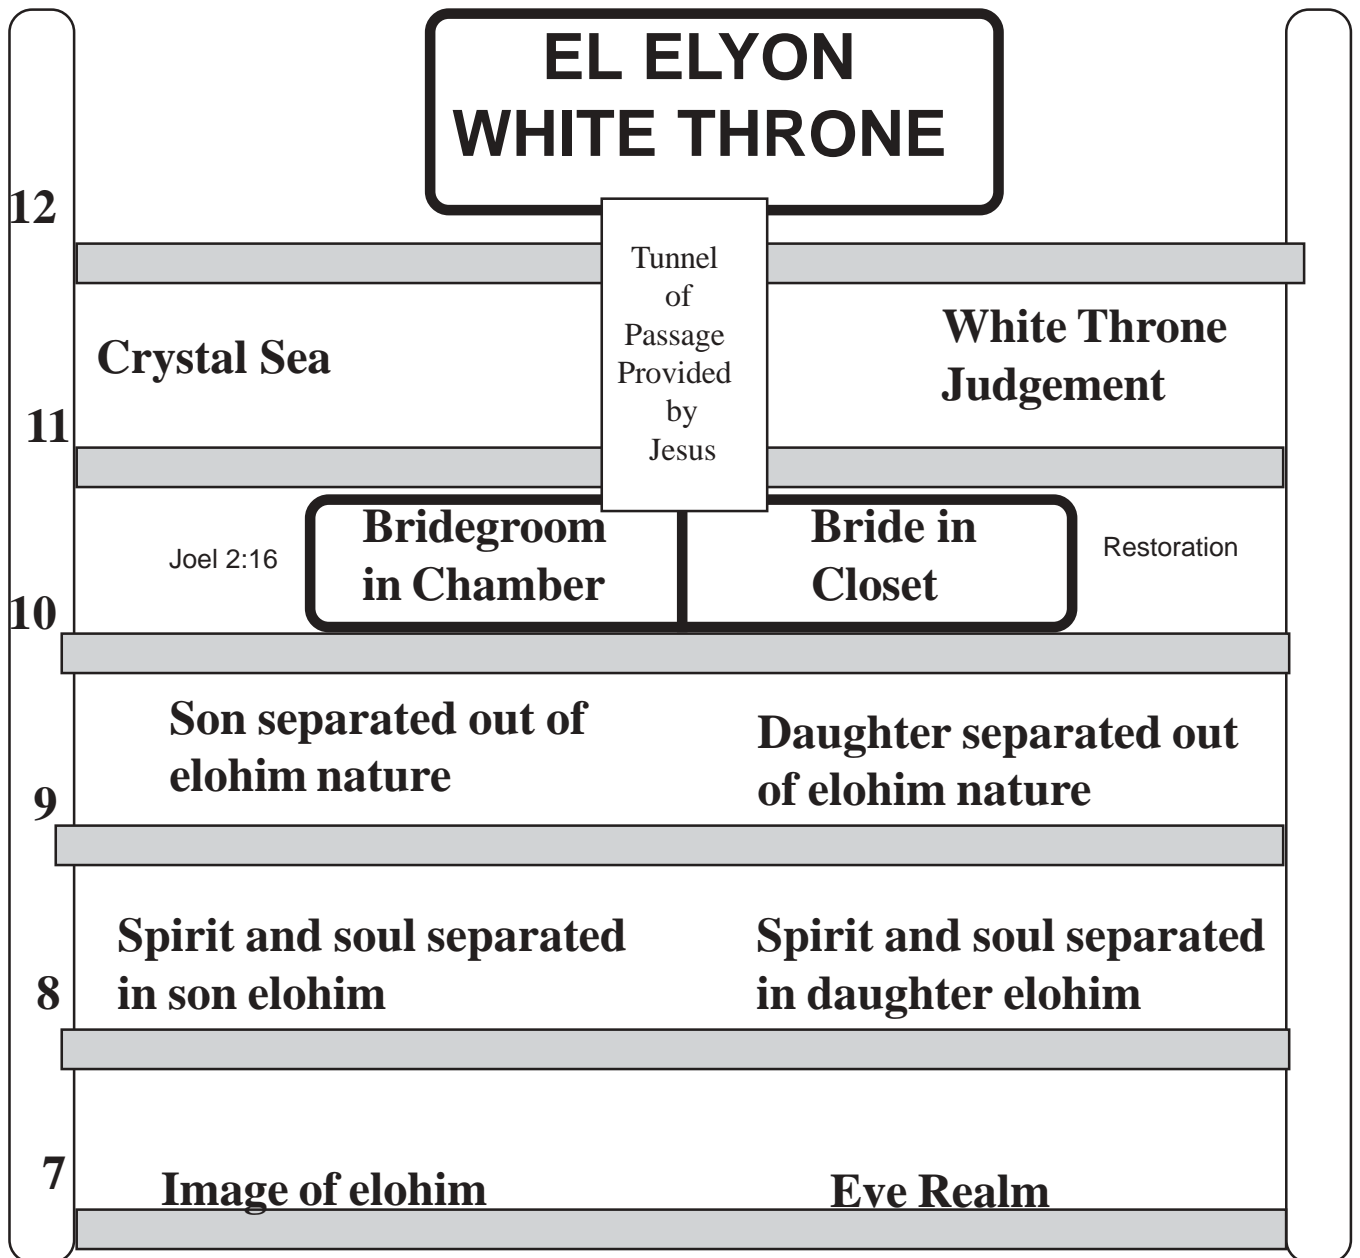 EL ELYON
WHITE THRONE
12
Tunnel
of
Passage
Provided
by
Jesus
Crystal Sea
White Throne
Judgement
11
Bridegroom
in Chamber
Bride in
Closet
Joel 2:16
Restoration
10
Son separated out of
elohim nature
Daughter separated out
of elohim nature
9
Spirit and soul separated
in son elohim
Spirit and soul separated
in daughter elohim
8
7
Image of elohim
Eve Realm